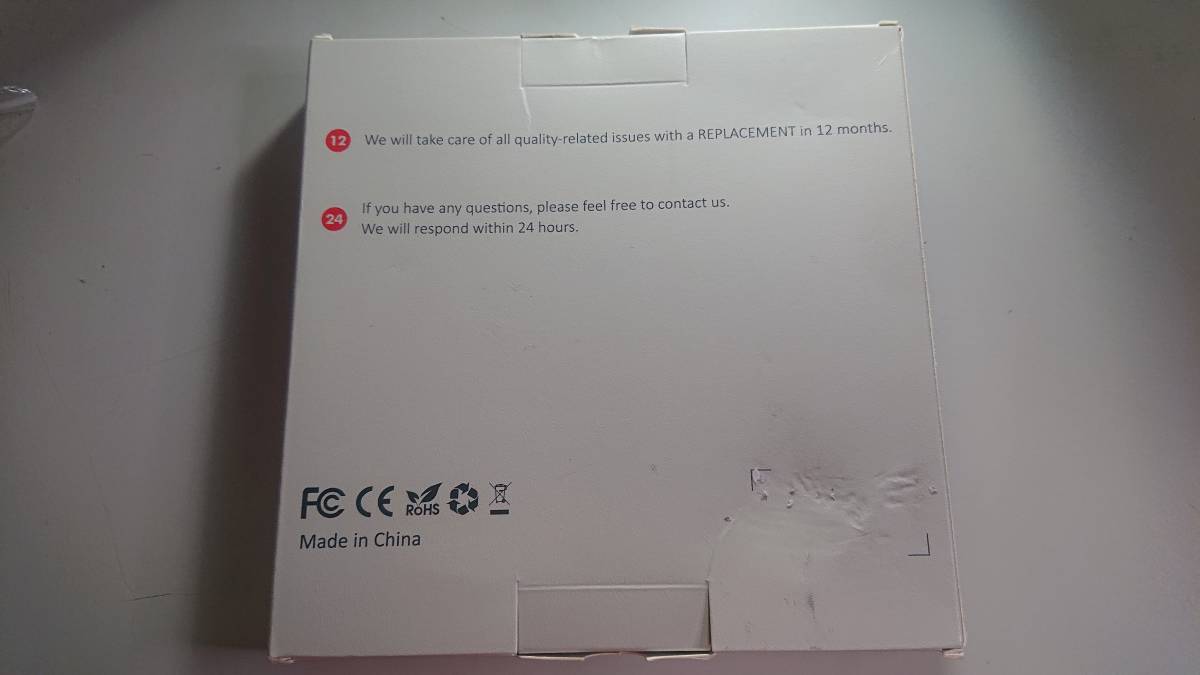 12 We will take care of all quality-related issues with a REPLACEMENT in 12 months.
24 If you have any questions, please feel free to contact us.
We will respond within 24 hours.
FC CE RoHS
Made in China